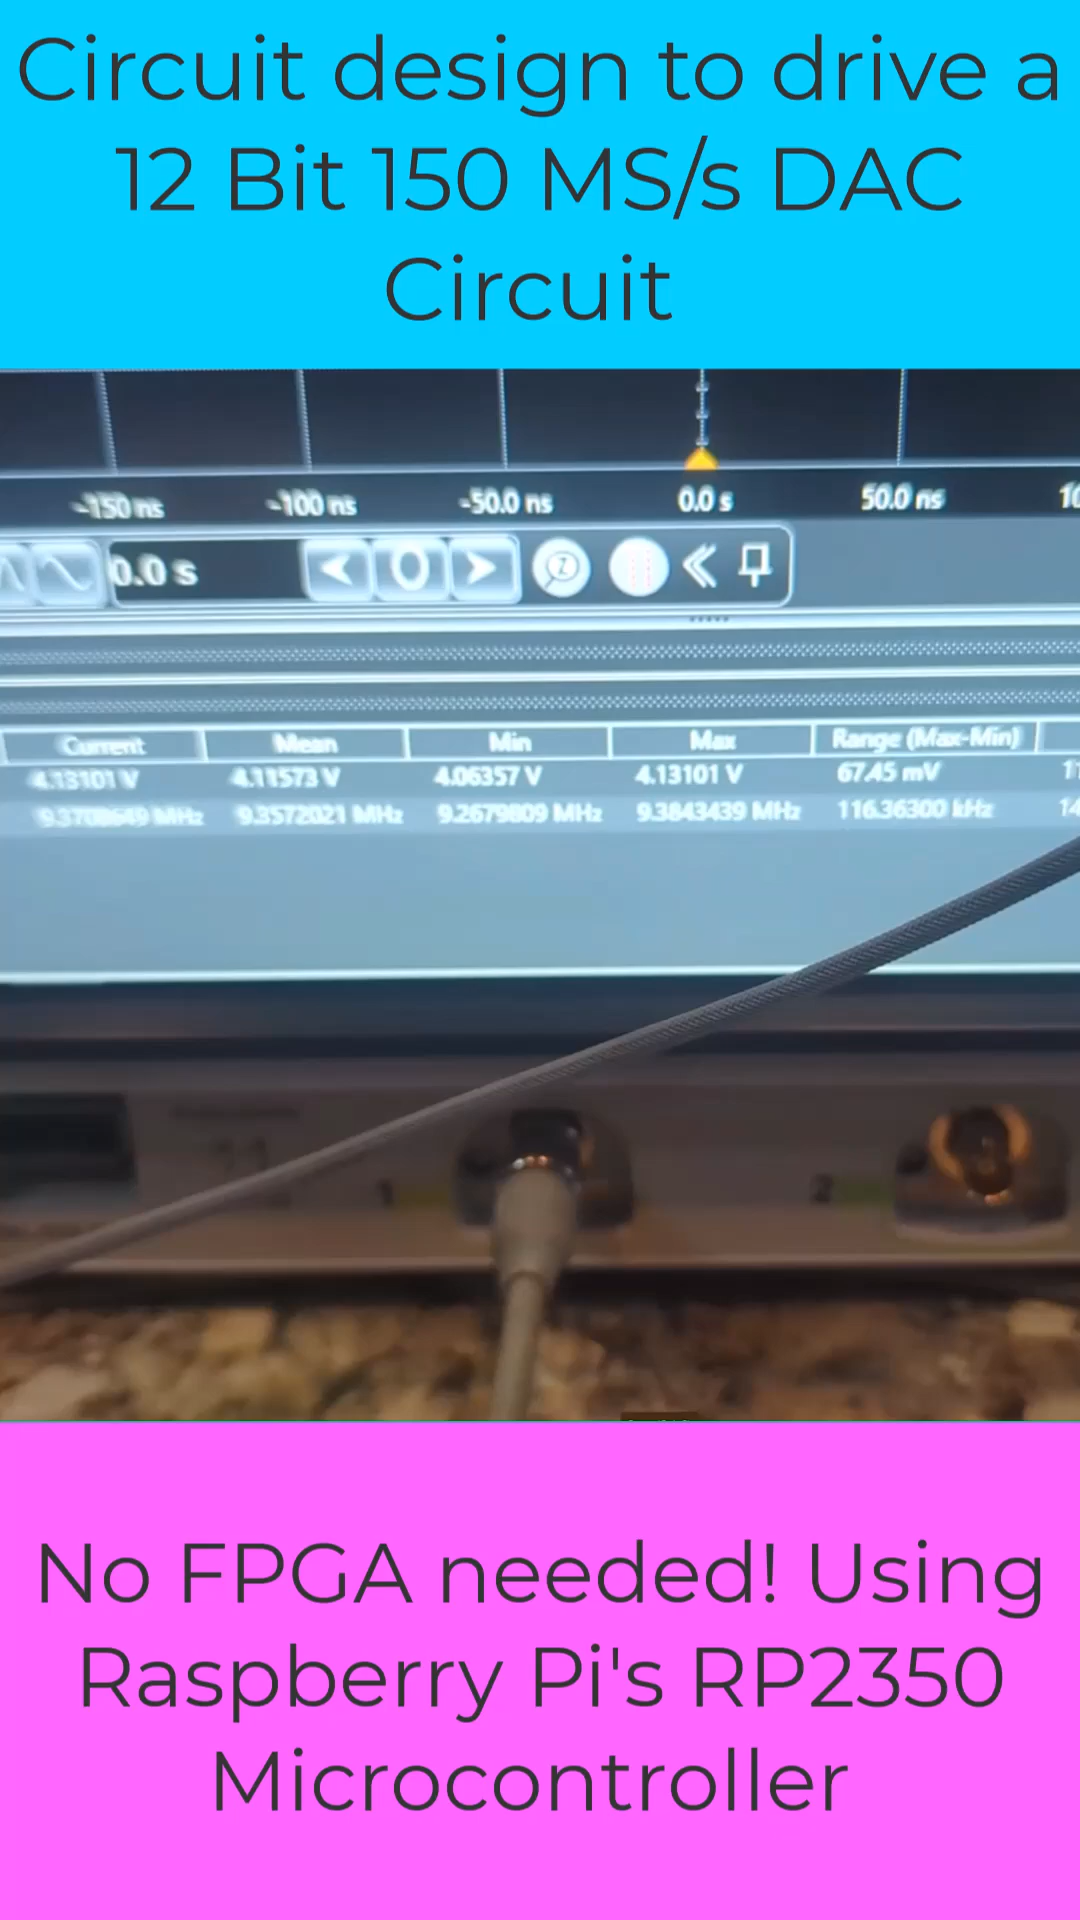 Circuit design to drive a
12 Bit 150 MS/s DAC
Circuit
-150 ns -100 ns -50.0 ns 0.0 s 50.0 ns
0.0 s
Current Mean Min Max Range (Max-Min)
4.13101 V 4.11573 V 4.06357 V 4.13101 V 67.45 mV
9.3572021 MHz 9.2679809 MHz 9.3843439 MHz 116.36300 kHz
1 2
No FPGA needed! Using
Raspberry Pi's RP2350
Microcontroller